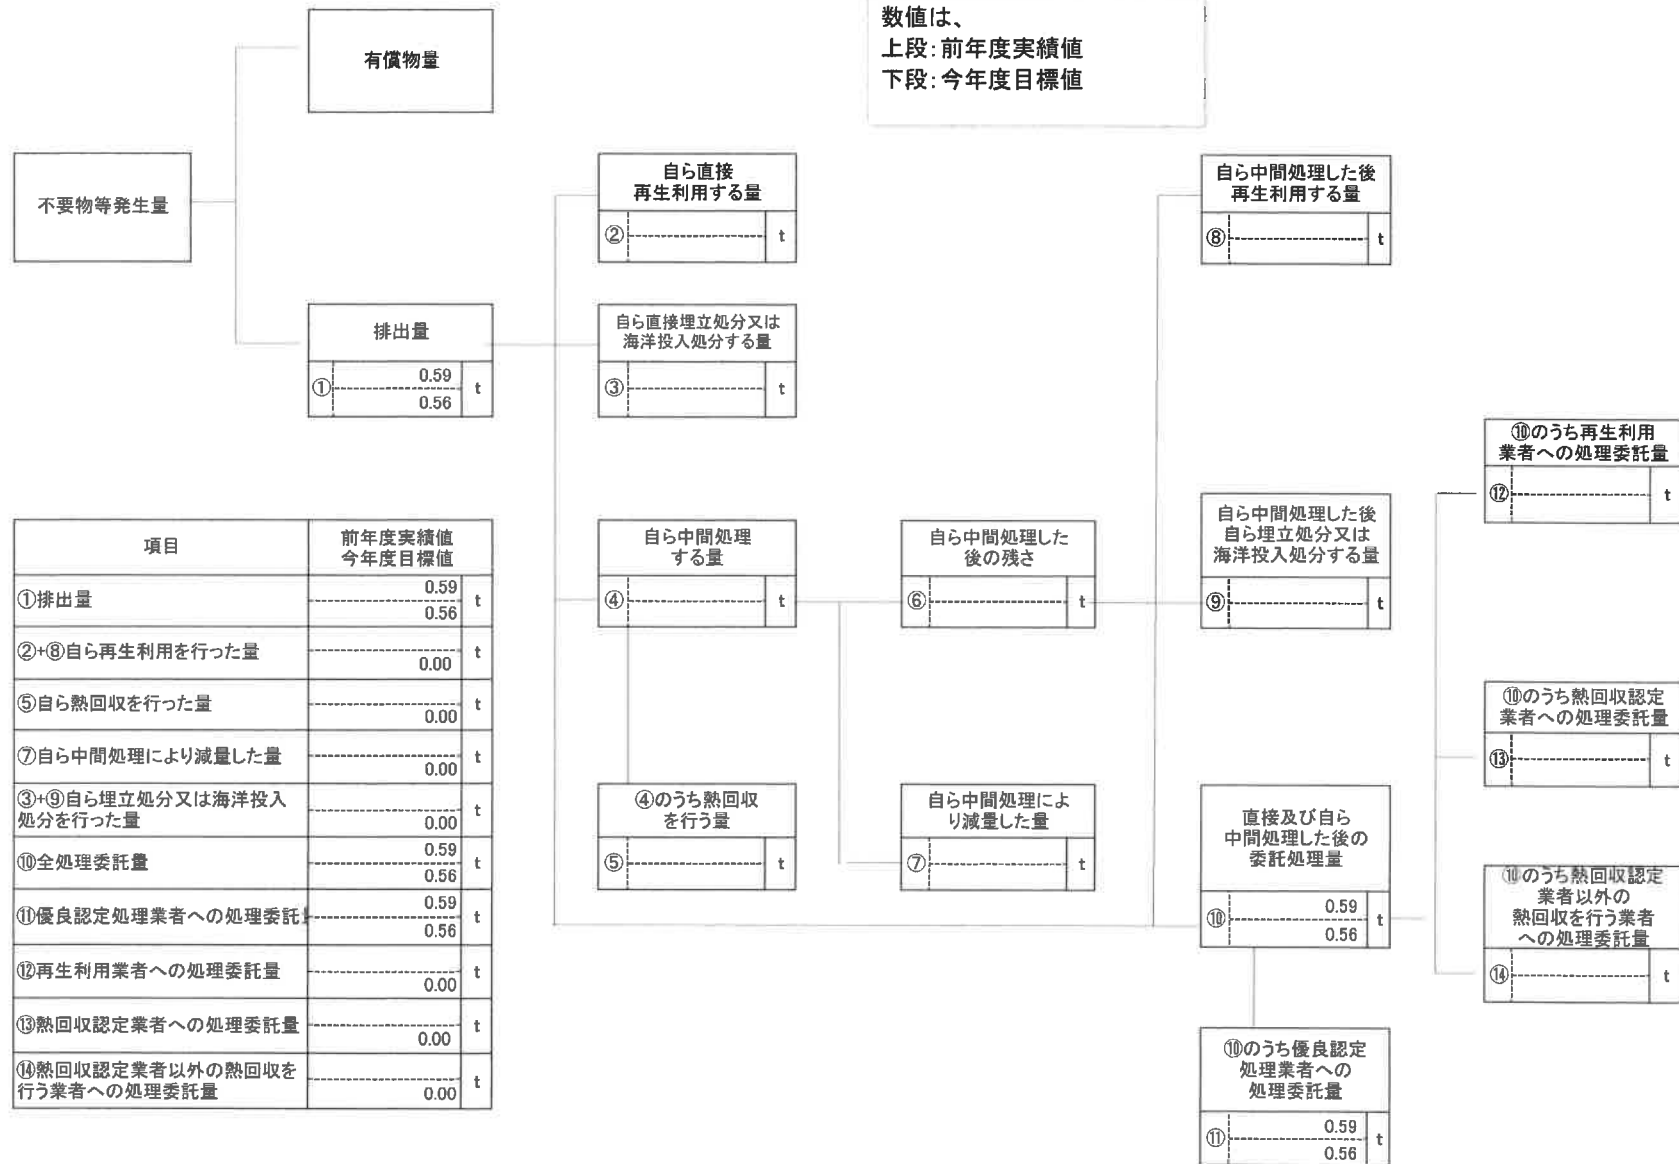 数値は、
上段:前年度実績値
下段:今年度目標値
有償物量
不要物等発生量
排出量
① 0.59 t
0.56
自ら直接
再生利用する量
② t
自ら直接埋立処分又は
海洋投入処分する量
③ t
自ら中間処理した後
再生利用する量
⑧ t
自ら中間処理
する量
④ t
自ら中間処理した
後の残さ
⑥ t
自ら中間処理した後
自ら埋立処分又は
海洋投入処分する量
⑨ t
④のうち熱回収
を行う量
⑤ t
自ら中間処理によ
り減量した量
⑦ t
直接及び自ら
中間処理した後の
委託処理量
⑩ 0.59 t
0.56
⑩のうち優良認定
処理業者への
処理委託量
⑪ 0.59 t
0.56
⑩のうち再生利用
業者への処理委託量
⑫ t
⑩のうち熱回収認定
業者への処理委託量
⑬ t
⑩のうち熱回収認定
業者以外の
熱回収を行う業者
への処理委託量
⑭ t
項目 前年度実績値
今年度目標値
①排出量 0.59 t
0.56
②+⑧自ら再生利用を行った量 t
0.00
⑤自ら熱回収を行った量 t
0.00
⑦自ら中間処理により減量した量 t
0.00
③+⑨自ら埋立処分又は海洋投入
処分を行った量 t
0.00
⑩全処理委託量 0.59 t
0.56
⑪優良認定処理業者への処理委託 0.59 t
0.56
⑫再生利用業者への処理委託量 t
0.00
⑬熱回収認定業者への処理委託量 t
0.00
⑭熱回収認定業者以外の熱回収を
行う業者への処理委託量 t
0.00